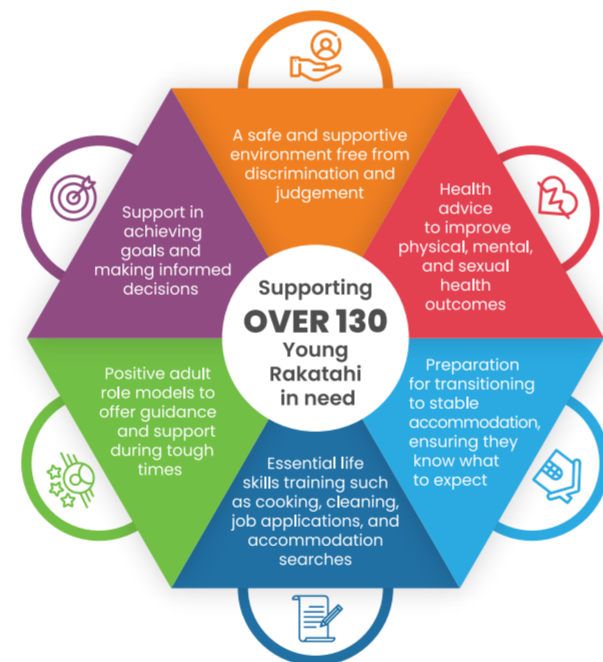 A safe and supportive
environment free from
discrimination and
judgement
Health
advice
to improve
physical, mental,
and sexual
health
outcomes
Preparation
for transitioning
to stable
accommodation,
ensuring they
know what
to expect
Essential life
skills training such
as cooking, cleaning,
job applications, and
accommodation
searches
Positive adult
role models to
offer guidance
and support
during tough
times
Support in
achieving
goals and
making informed
decisions
Supporting
OVER 130
Young
Rakatahi
in need